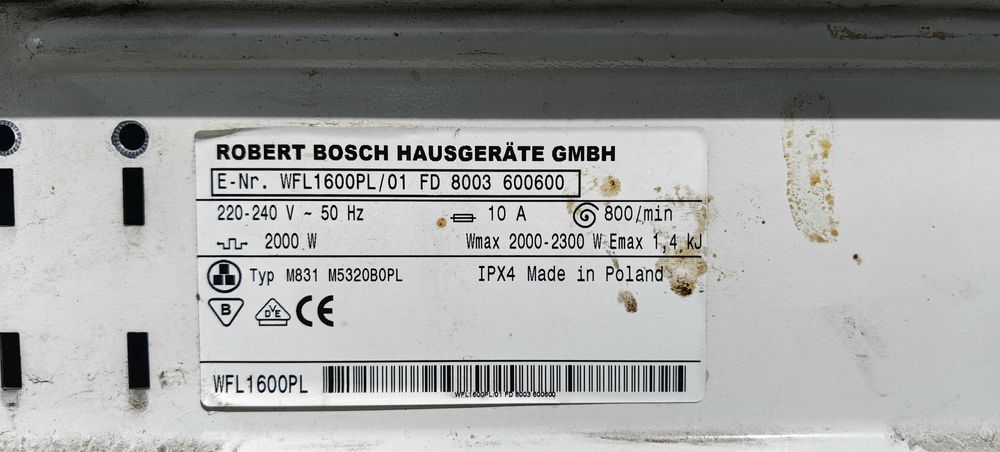 ROBERT BOSCH HAUSGERÄTE GMBH
E-Nr. WFL1600PL/01 FD 8003 600600
220-240 V ~ 50 Hz 10 A 800/min
2000 W Wmax 2000-2300 W Emax 1,4 kJ
Typ M831 M5320B0PL IPX4 Made in Poland
B DVE CE
WFL1600PL
WFL1600PL/01 FD 8003 600600